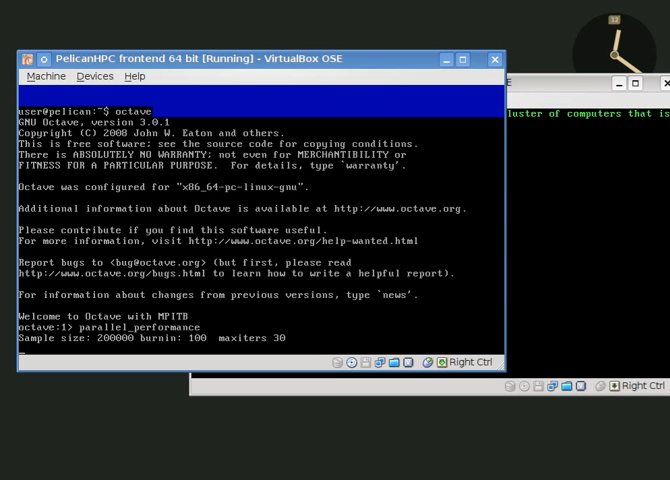 12
PelicanHPC frontend 64 bit [Running] - VirtualBox OSE
Machine Devices Help
E
user@pelican:~$ octave
GNU Octave, version 3.0.1
Copyright (C) 2008 John W. Eaton and others.
This is free software; see the source code for copying conditions.
There is ABSOLUTELY NO WARRANTY; not even for MERCHANTIBILITY or
FITNESS FOR A PARTICULAR PURPOSE.  For details, type `warranty'.
Octave was configured for "x86_64-pc-linux-gnu".
Additional information about Octave is available at http://www.octave.org.
Please contribute if you find this software useful.
For more information, visit http://www.octave.org/help-wanted.html
Report bugs to <bug@octave.org> (but first, please read
http://www.octave.org/bugs.html to learn how to write a helpful report).
For information about changes from previous versions, type `news'.
Welcome to Octave with MPITB
octave:1> parallel_performance
Sample size: 200000 burnin: 100  maxiters 30
Right Ctrl
luster of computers that is
Right Ctrl